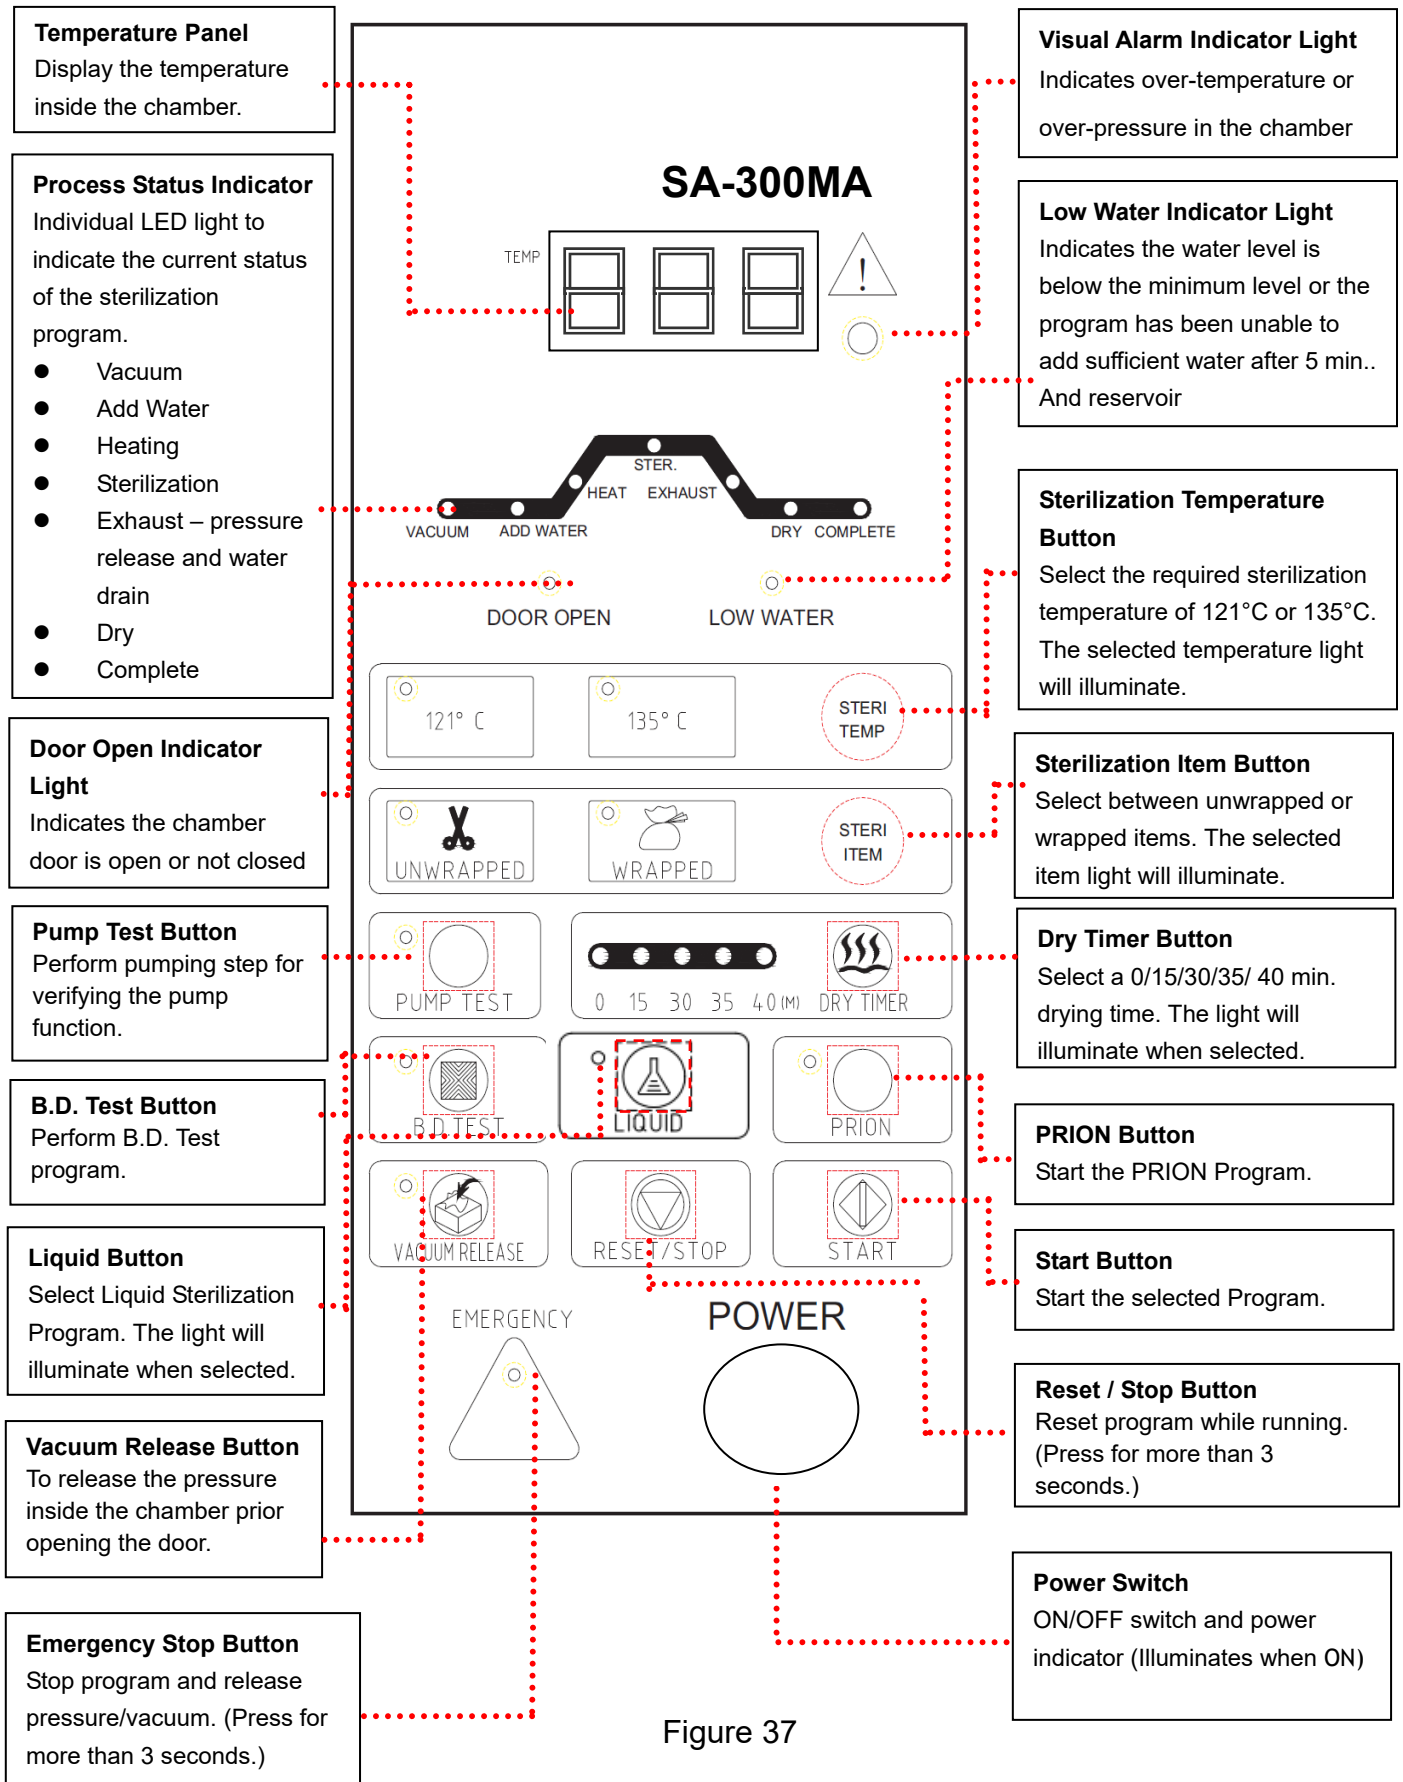 Temperature Panel
Display the temperature
inside the chamber.
Process Status Indicator
Individual LED light to
indicate the current status
of the sterilization
program.
● Vacuum
● Add Water
● Heating
● Sterilization
● Exhaust – pressure
release and water
drain
● Dry
● Complete
Door Open Indicator
Light
Indicates the chamber
door is open or not closed
Pump Test Button
Perform pumping step for
verifying the pump
function.
B.D. Test Button
Perform B.D. Test
program.
Liquid Button
Select Liquid Sterilization
Program. The light will
illuminate when selected.
Vacuum Release Button
To release the pressure
inside the chamber prior
opening the door.
Emergency Stop Button
Stop program and release
pressure/vacuum. (Press for
more than 3 seconds.)
SA-300MA
TEMP
!
STER.
HEAT EXHAUST
VACUUM ADD WATER DRY COMPLETE
DOOR OPEN LOW WATER
121° C 135° C STERI
TEMP
UNWRAPPED WRAPPED STERI
ITEM
PUMP TEST 0 15 30 35 40(M) DRY TIMER
B.D TEST LIQUID PRION
VACUUM RELEASE RESET/STOP START
EMERGENCY POWER
Visual Alarm Indicator Light
Indicates over-temperature or
over-pressure in the chamber
Low Water Indicator Light
Indicates the water level is
below the minimum level or the
program has been unable to
add sufficient water after 5 min..
And reservoir
Sterilization Temperature
Button
Select the required sterilization
temperature of 121°C or 135°C.
The selected temperature light
will illuminate.
Sterilization Item Button
Select between unwrapped or
wrapped items. The selected
item light will illuminate.
Dry Timer Button
Select a 0/15/30/35/ 40 min.
drying time. The light will
illuminate when selected.
PRION Button
Start the PRION Program.
Start Button
Start the selected Program.
Reset / Stop Button
Reset program while running.
(Press for more than 3
seconds.)
Power Switch
ON/OFF switch and power
indicator (Illuminates when ON)
Figure 37